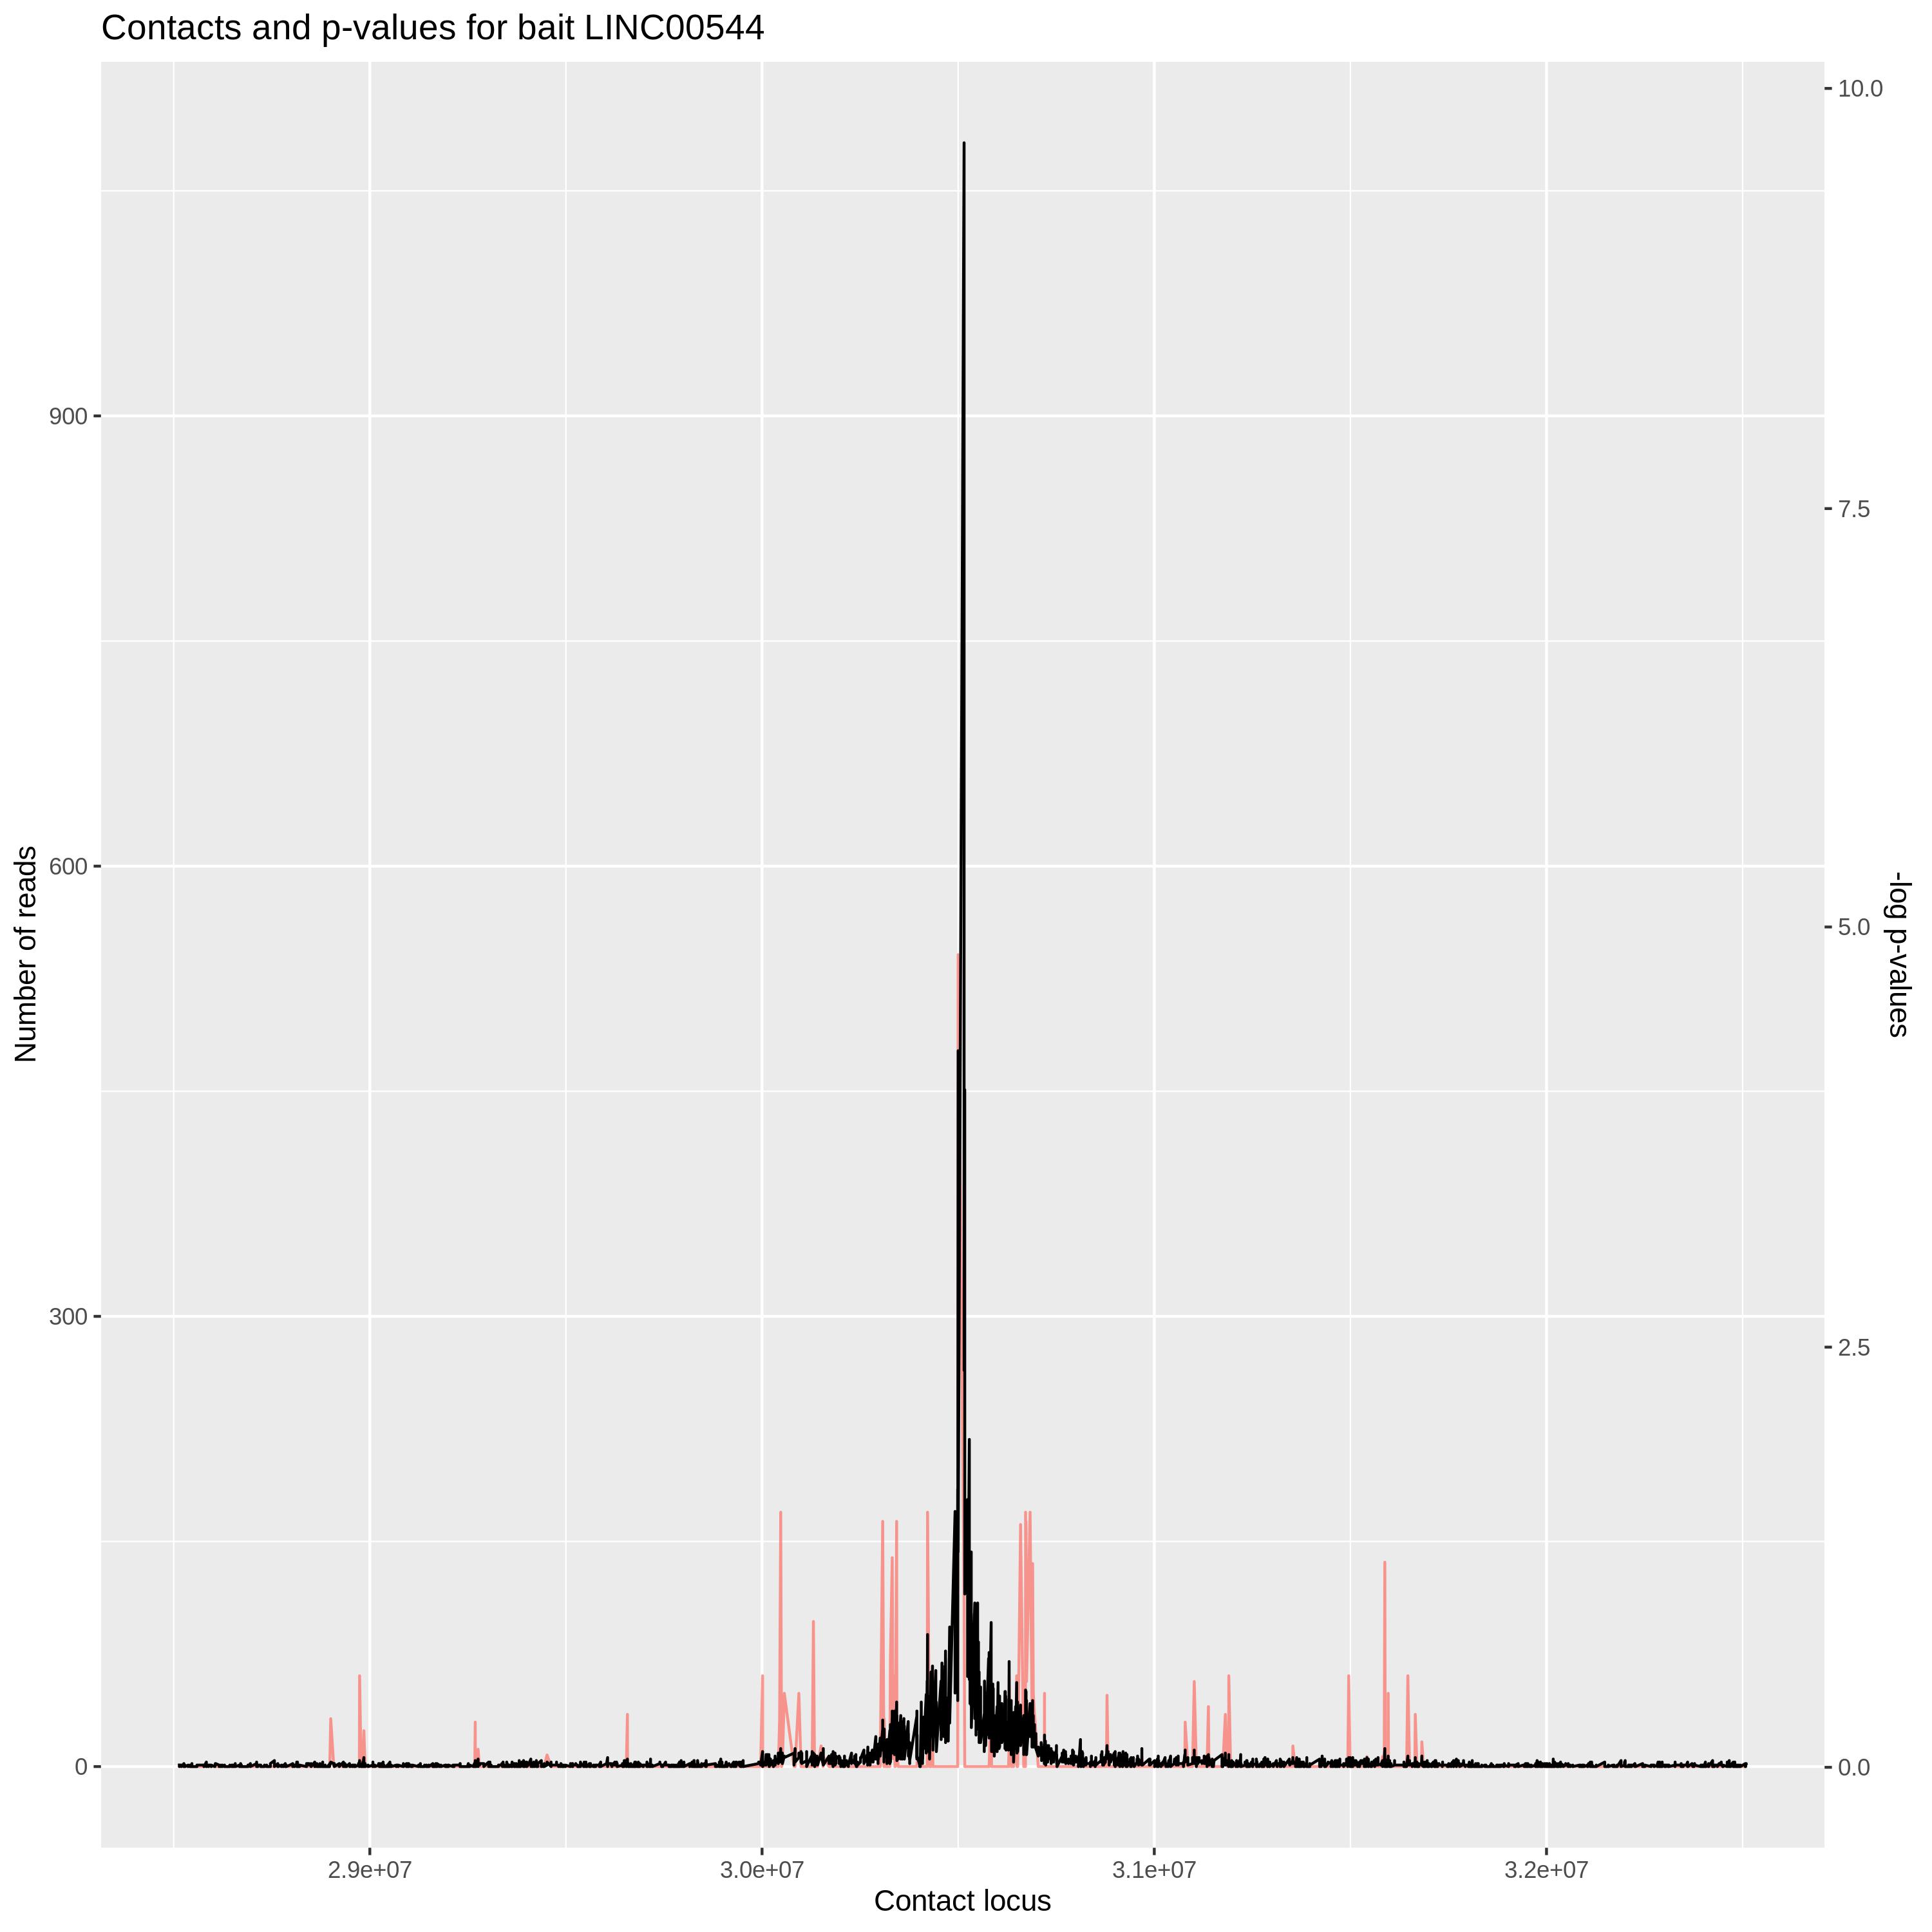 Contacts and p-values for bait LINC00544
10.0
900
7.5
600
5.0
Number of reads
-log p-values
300
2.5
0
0.0
2.9e+07
3.0e+07
3.1e+07
3.2e+07
Contact locus